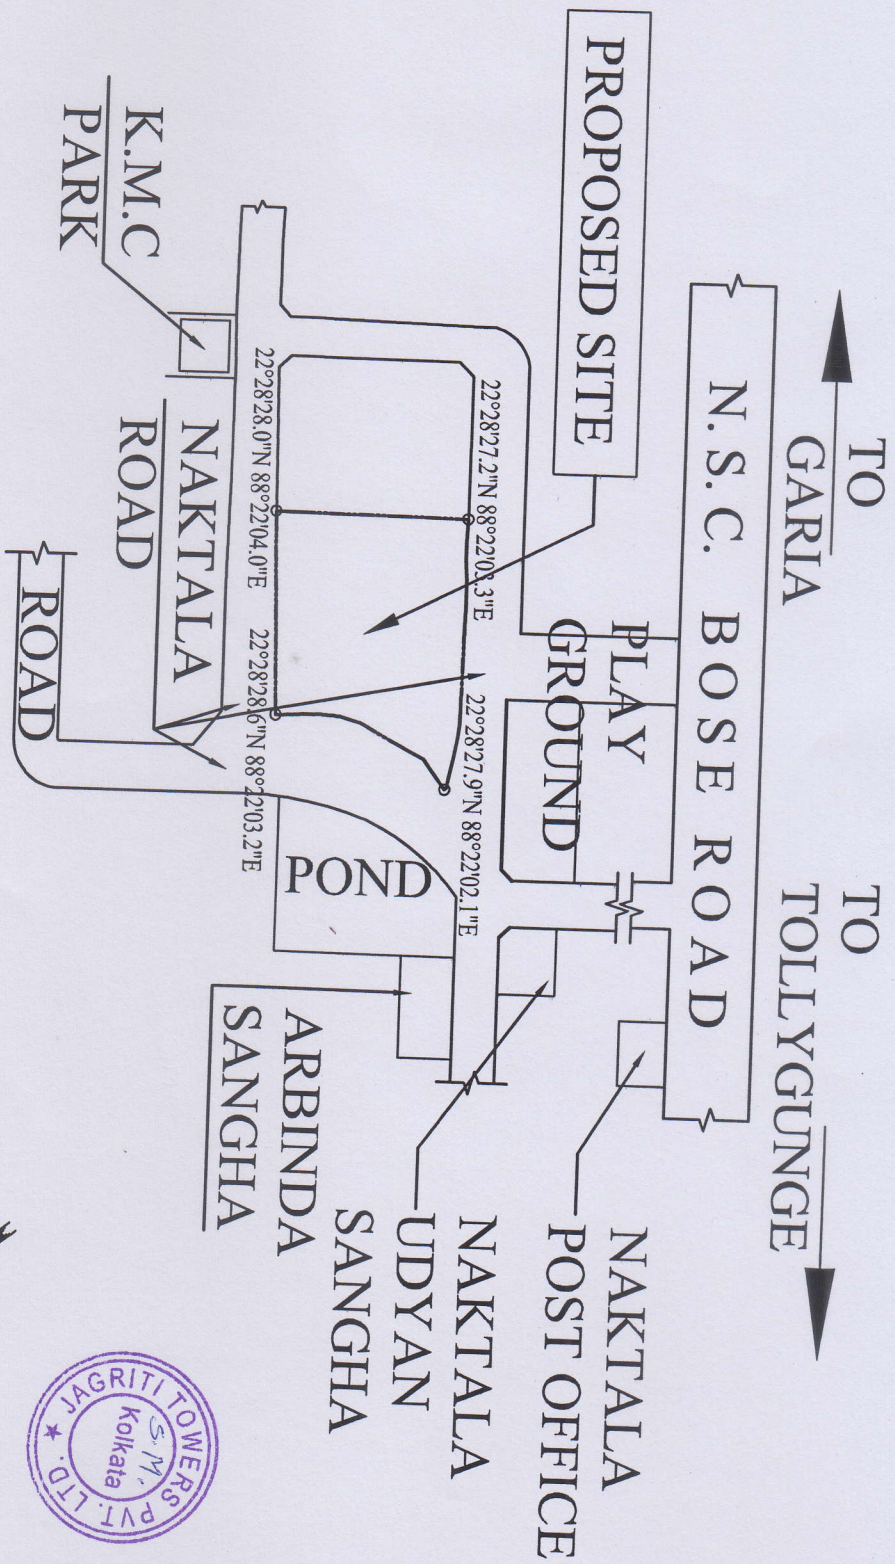 TO
GARIA
TO
TOLLYGUNGE
N. S. C. BOSE ROAD
PROPOSED SITE
PLAY
GROUND
NAKTALA
POST OFFICE
22°28'27.2"N 88°22'03.3"E
22°28'27.9"N 88°22'02.1"E
NAKTALA
UDYAN
SANGHA
POND
ARBINDA
SANGHA
22°28'28.0"N 88°22'04.0"E
22°28'28.6"N 88°22'03.2"E
K.M.C
PARK
NAKTALA
ROAD
ROAD
JAGRITI TOWERS PVT. LTD. ★
S.M.
Kolkata